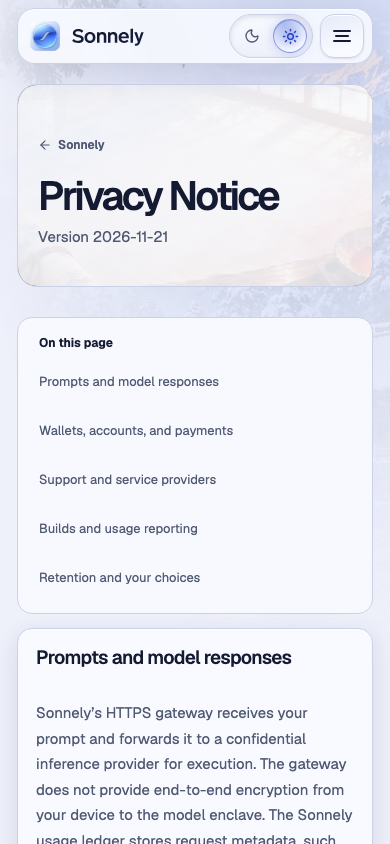 Sonnely
Sonnely
Privacy Notice
Version 2026-11-21
On this page
Prompts and model responses
Wallets, accounts, and payments
Support and service providers
Builds and usage reporting
Retention and your choices
Prompts and model responses
Sonnely’s HTTPS gateway receives your
prompt and forwards it to a confidential
inference provider for execution. The gateway
does not provide end-to-end encryption from
your device to the model enclave. The Sonnely
usage ledger stores request metadata, such